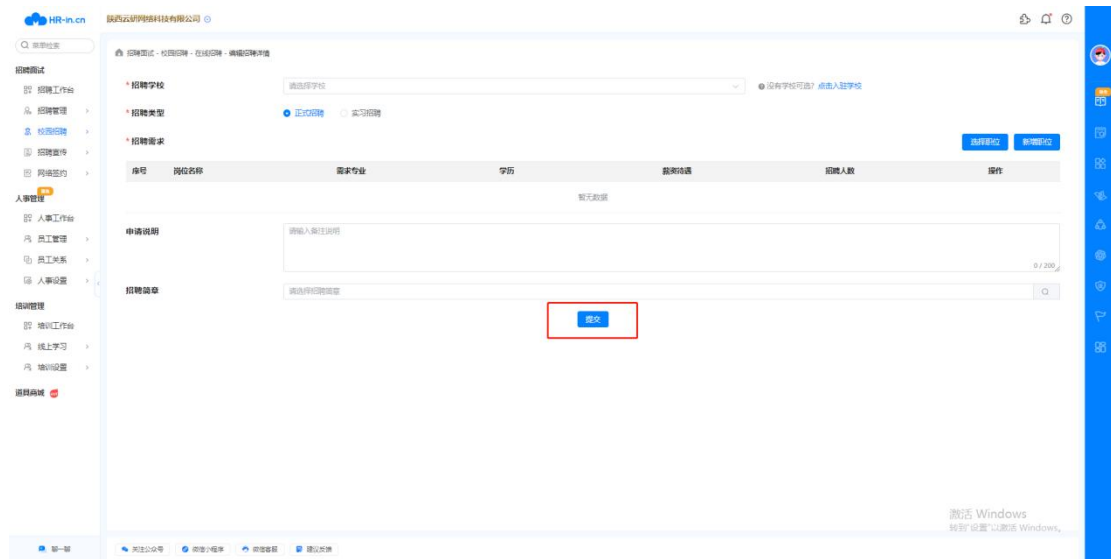 HR-in.cn
陕西云研网络科技有限公司
菜单检索
招聘面试 - 校园招聘 - 在线招聘 - 编辑招聘详情
招聘面试
招聘工作台
招聘管理
校园招聘
招聘宣传
网络签约
人事管理
人事工作台
员工管理
员工关系
人事设置
培训管理
培训工作台
线上学习
培训设置
道具商城
聊一聊
* 招聘学校
请选择学校
没有学校可选? 点击入驻学校
* 招聘类型
正式招聘 实习招聘
* 招聘需求
选择职位 新增职位
序号 岗位名称 需求专业 学历 薪资待遇 招聘人数 操作
暂无数据
申请说明
请输入备注说明
0 / 200
招聘简章
请选择招聘简章
提交
激活 Windows
转到"设置"以激活 Windows。
关注公众号 微信小程序 微信客服 建议反馈